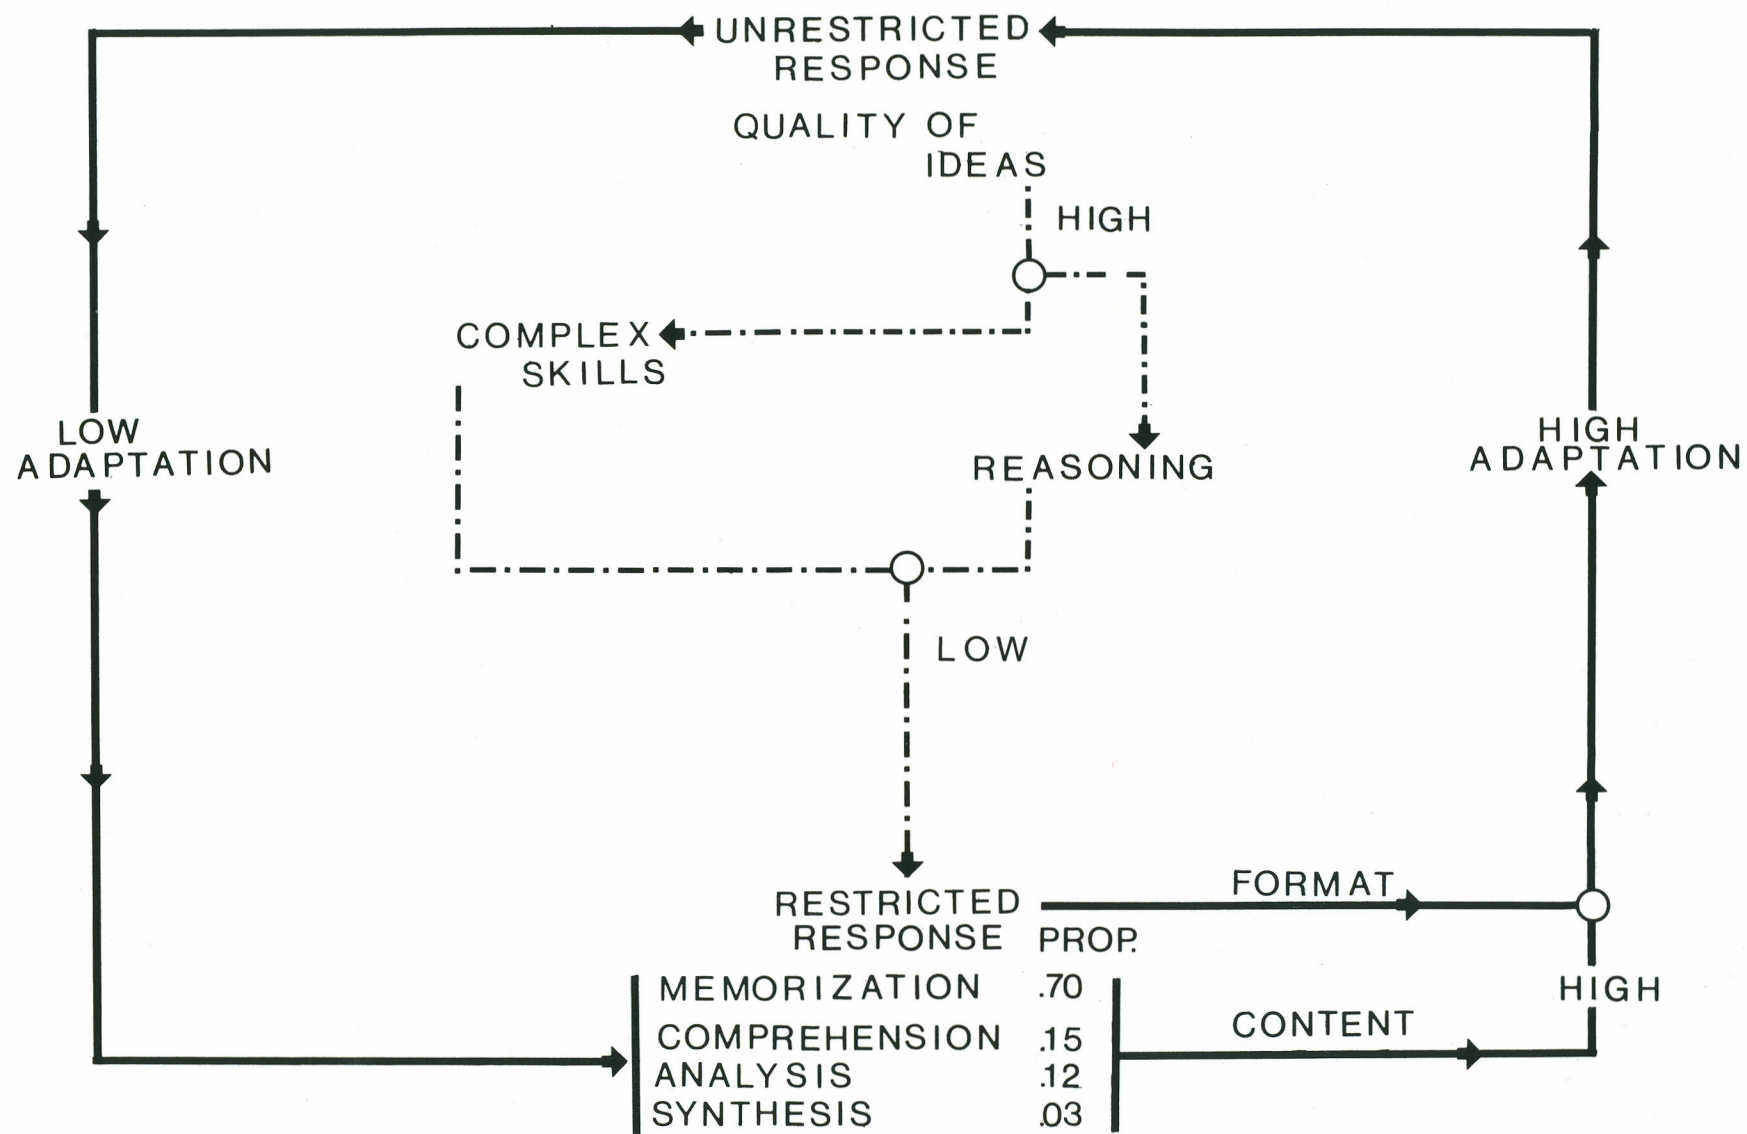 UNRESTRICTED
RESPONSE
QUALITY OF
IDEAS
HIGH
COMPLEX
SKILLS
LOW
ADAPTATION
REASONING
HIGH
ADAPTATION
LOW
RESTRICTED
RESPONSE PROP.
FORMAT
MEMORIZATION .70
COMPREHENSION .15
ANALYSIS .12
SYNTHESIS .03
HIGH
CONTENT